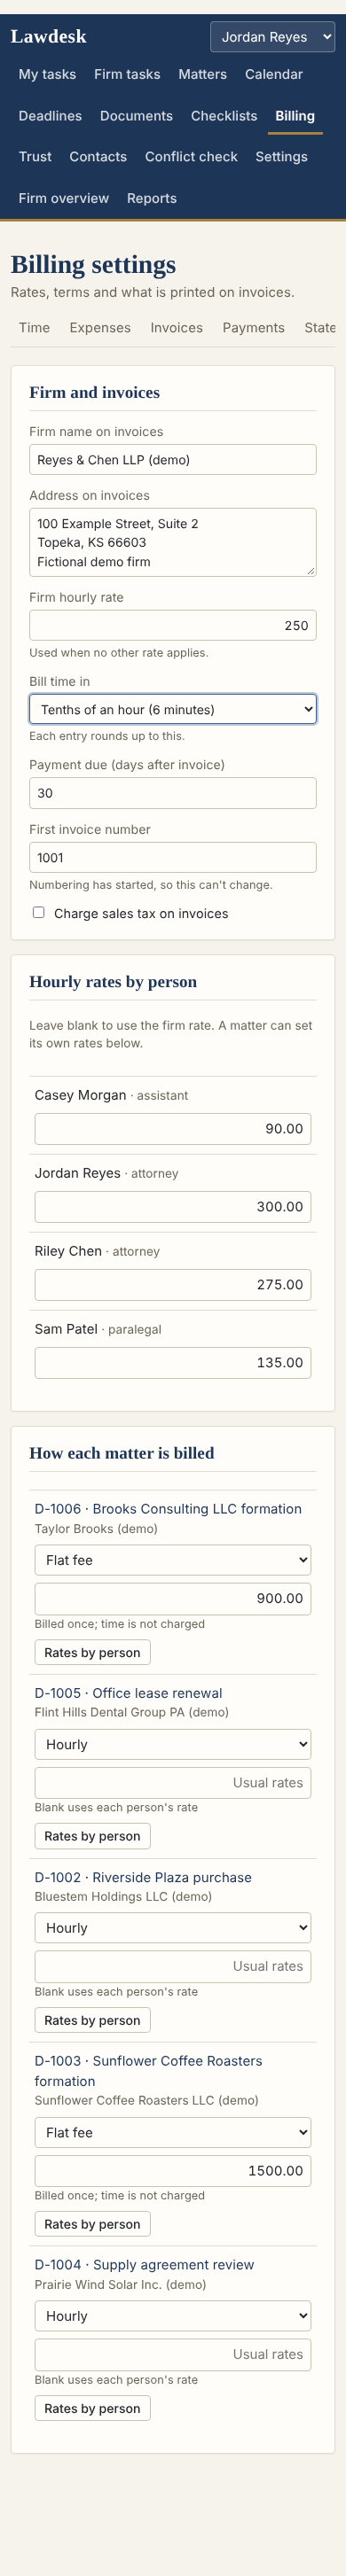 Lawdesk
Jordan Reyes
My tasks Firm tasks Matters Calendar
Deadlines Documents Checklists Billing
Trust Contacts Conflict check Settings
Firm overview Reports
Billing settings
Rates, terms and what is printed on invoices.
Time Expenses Invoices Payments State
Firm and invoices
Firm name on invoices
Reyes & Chen LLP (demo)
Address on invoices
100 Example Street, Suite 2
Topeka, KS 66603
Fictional demo firm
Firm hourly rate
250
Used when no other rate applies.
Bill time in
Tenths of an hour (6 minutes)
Each entry rounds up to this.
Payment due (days after invoice)
30
First invoice number
1001
Numbering has started, so this can't change.
Charge sales tax on invoices
Hourly rates by person
Leave blank to use the firm rate. A matter can set
its own rates below.
Casey Morgan · assistant
90.00
Jordan Reyes · attorney
300.00
Riley Chen · attorney
275.00
Sam Patel · paralegal
135.00
How each matter is billed
D-1006 · Brooks Consulting LLC formation
Taylor Brooks (demo)
Flat fee
900.00
Billed once; time is not charged
Rates by person
D-1005 · Office lease renewal
Flint Hills Dental Group PA (demo)
Hourly
Usual rates
Blank uses each person's rate
Rates by person
D-1002 · Riverside Plaza purchase
Bluestem Holdings LLC (demo)
Hourly
Usual rates
Blank uses each person's rate
Rates by person
D-1003 · Sunflower Coffee Roasters
formation
Sunflower Coffee Roasters LLC (demo)
Flat fee
1500.00
Billed once; time is not charged
Rates by person
D-1004 · Supply agreement review
Prairie Wind Solar Inc. (demo)
Hourly
Usual rates
Blank uses each person's rate
Rates by person